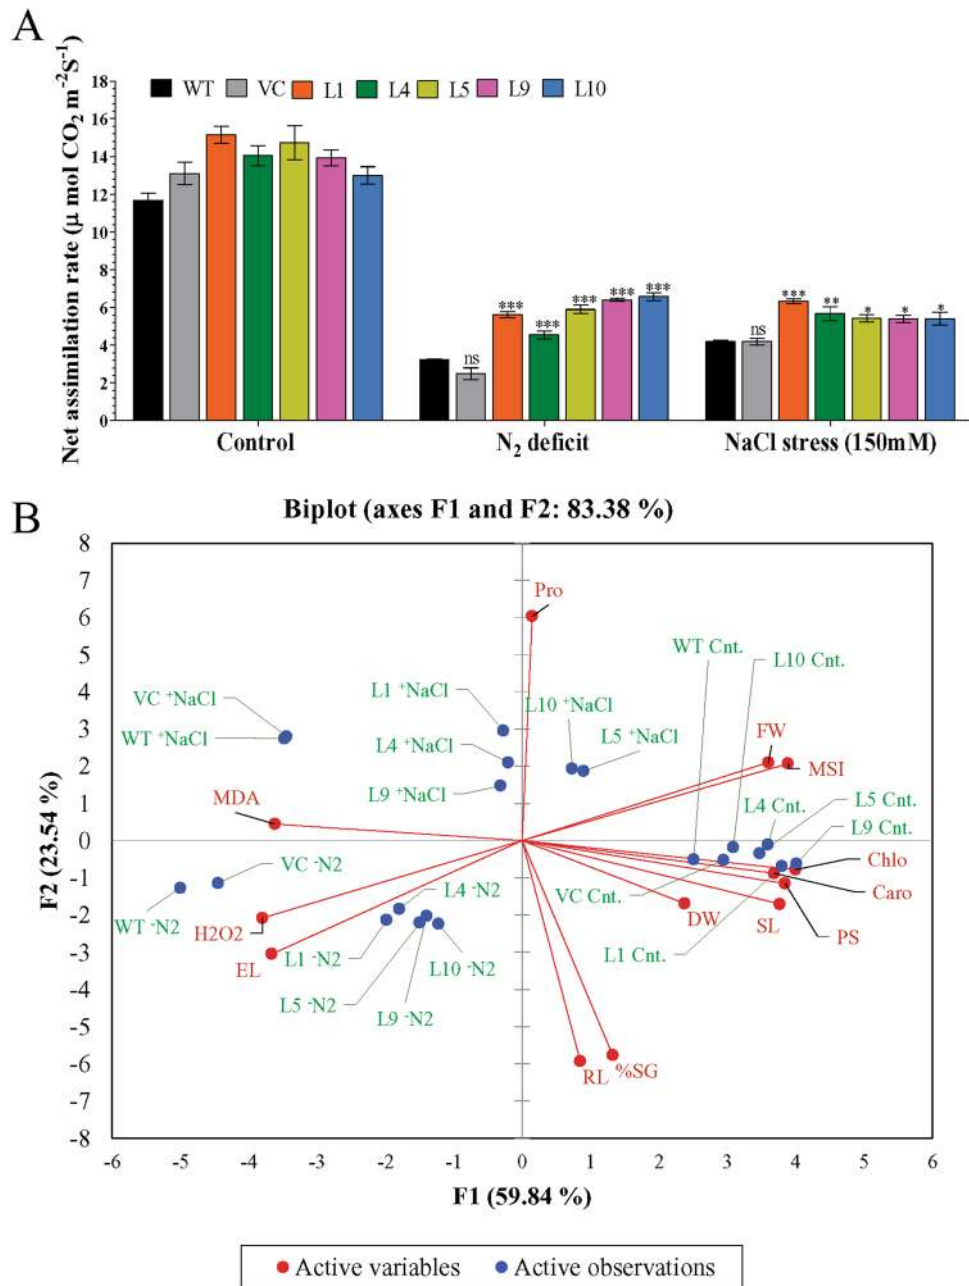 A
Net assimilation rate (μ mol CO₂ m⁻²S⁻¹)
18
16
14
12
10
8
6
4
2
0
WT VC L1 L4 L5 L9 L10
ns *** *** *** *** ***
ns *** ** * * *
Control N₂ deficit NaCl stress (150mM)
B
Biplot (axes F1 and F2: 83.38 %)
F2 (23.54 %)
8
7
6
5
4
3
2
1
0
-1
-2
-3
-4
-5
-6
-7
-8
Pro
WT Cnt.
L10 Cnt.
VC ⁺NaCl
L1 ⁺NaCl
L10 ⁺NaCl
WT ⁺NaCl
L4 ⁺NaCl
L5 ⁺NaCl
FW
MSI
L9 ⁺NaCl
MDA
L4 Cnt.
L5 Cnt.
L9 Cnt.
VC ⁻N2
Chlo
WT ⁻N2
L4 ⁻N2
VC Cnt.
Caro
H2O2
DW
SL
PS
EL
L1 ⁻N2
L10 ⁻N2
L1 Cnt.
L5 ⁻N2
L9 ⁻N2
RL
%SG
-6 -5 -4 -3 -2 -1 0 1 2 3 4 5 6
F1 (59.84 %)
Active variables Active observations